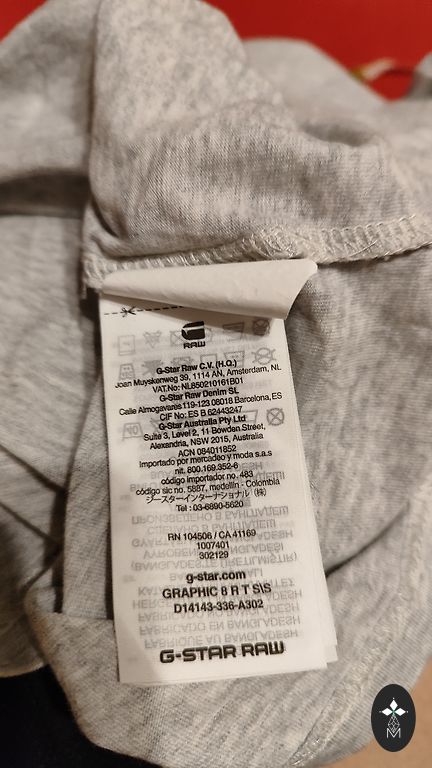 RAW
G-Star Raw C.V. (H.Q.)
Joan Muyskenweg 39, 1114 AN, Amsterdam, NL
VAT.No: NL850210161B01
G-Star Raw Denim SL
Calle Almogavares 119-123 08018 Barcelona, ES
CIF No: ES B 62443247
G-Star Australia Pty Ltd
Suite 3, Level 2, 11 Bowden Street,
Alexandria, NSW 2015, Australia
ACN 084011852
Importado por mercadeo y moda s.a.s
nit. 800.169.352-6
código importador no. 483
código sic no. 5887, medellin - Colombia
ジースターインターナショナル (株)
Tel : 03-6890-5620
RN 104506 / CA 41169
1007401
302129
g-star.com
GRAPHIC 8 R T S\S
D14143-336-A302
G-STAR RAW
M